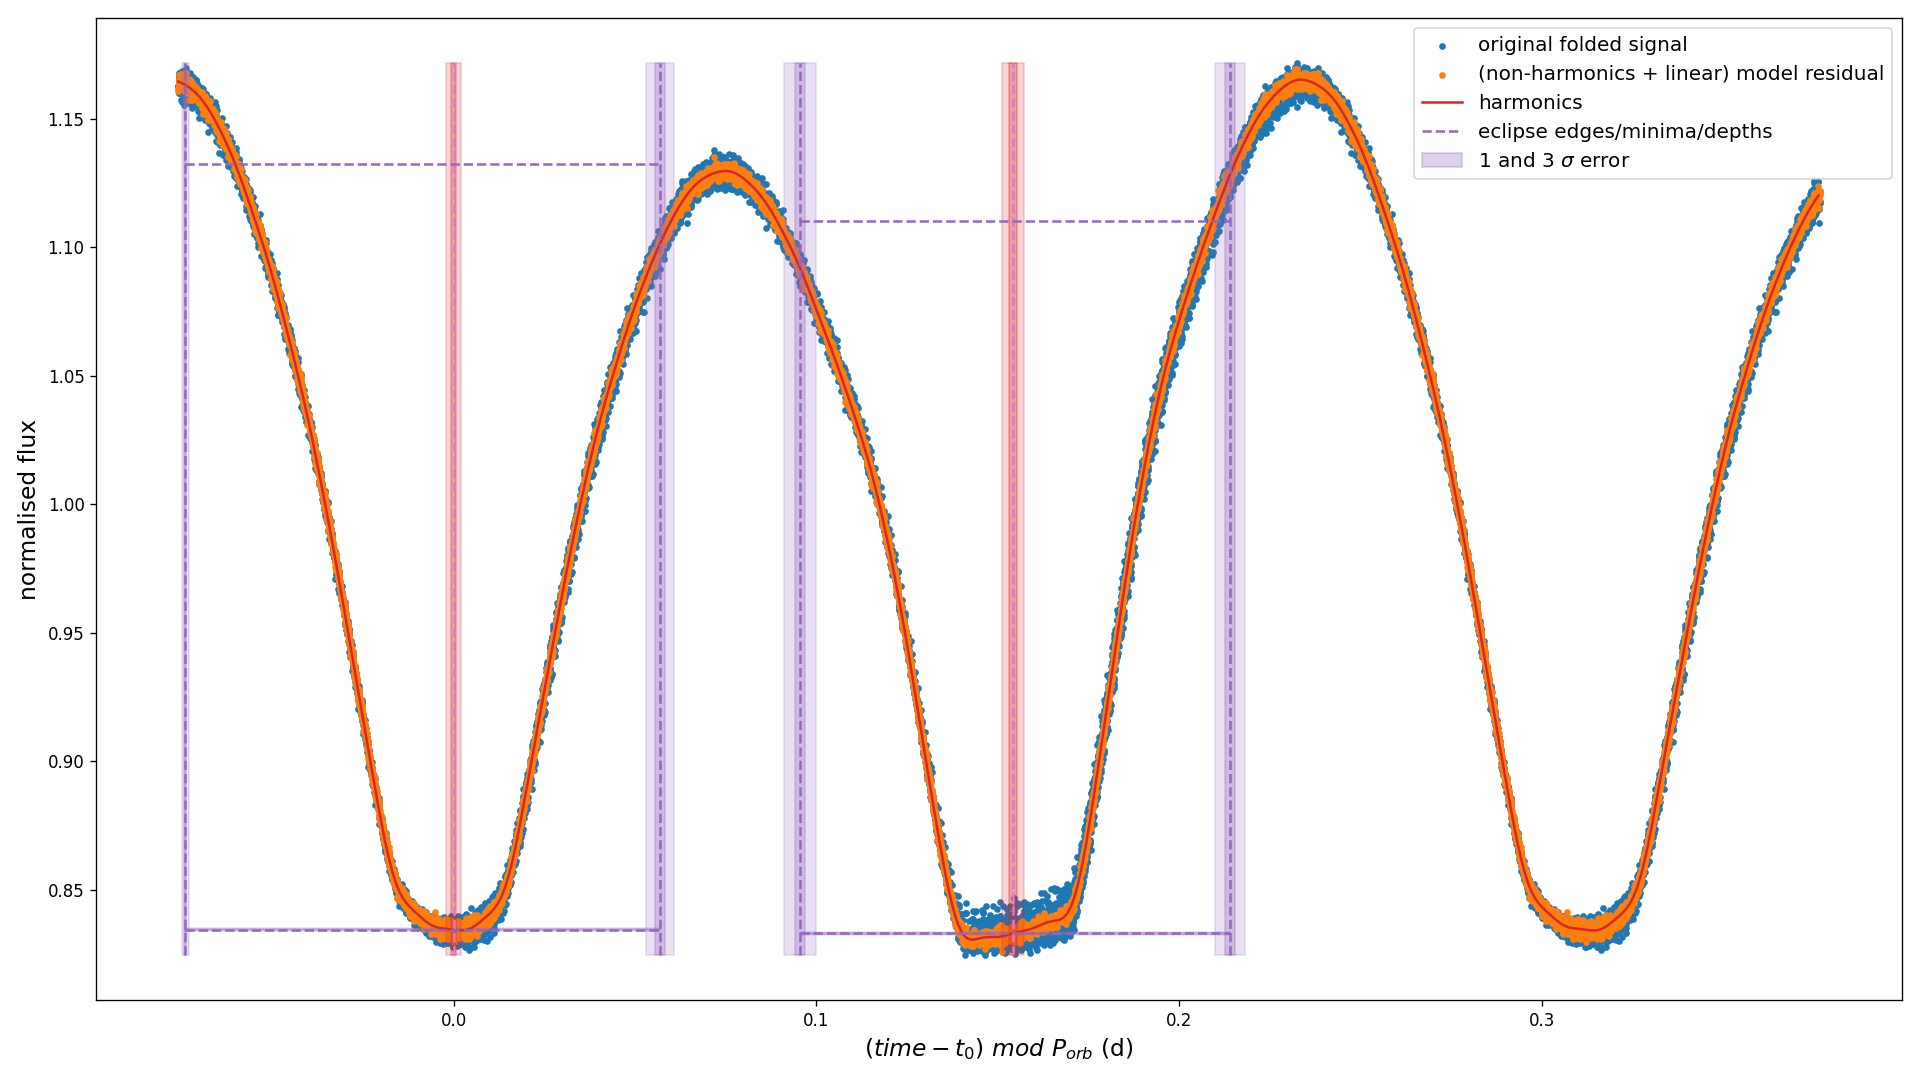 original folded signal
(non-harmonics + linear) model residual
harmonics
eclipse edges/minima/depths
1 and 3 σ error
normalised flux
1.15
1.10
1.05
1.00
0.95
0.90
0.85
0.0 0.1 0.2 0.3
(time − t₀) mod P_orb (d)